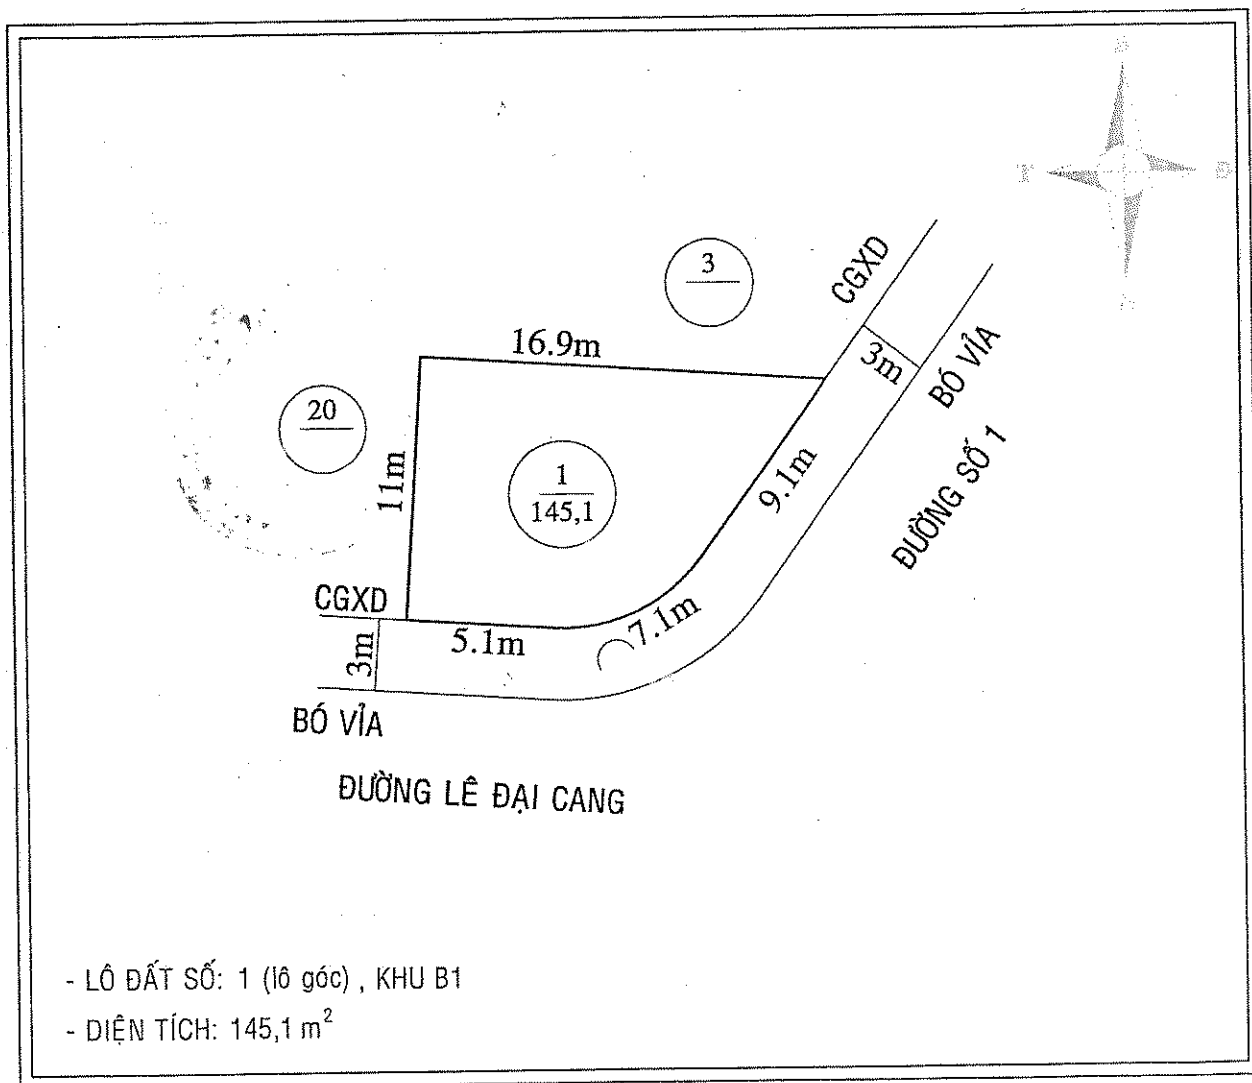 B
T Đ
N
CGXD
3
3m
BÓ VỈA
16.9m
20
11m
1
145,1
9.1m
ĐƯỜNG SỐ 1
CGXD
5.1m
7.1m
3m
BÓ VỈA
ĐƯỜNG LÊ ĐẠI CANG
- LÔ ĐẤT SỐ: 1 (lô góc) , KHU B1
- DIỆN TÍCH: 145,1 m²